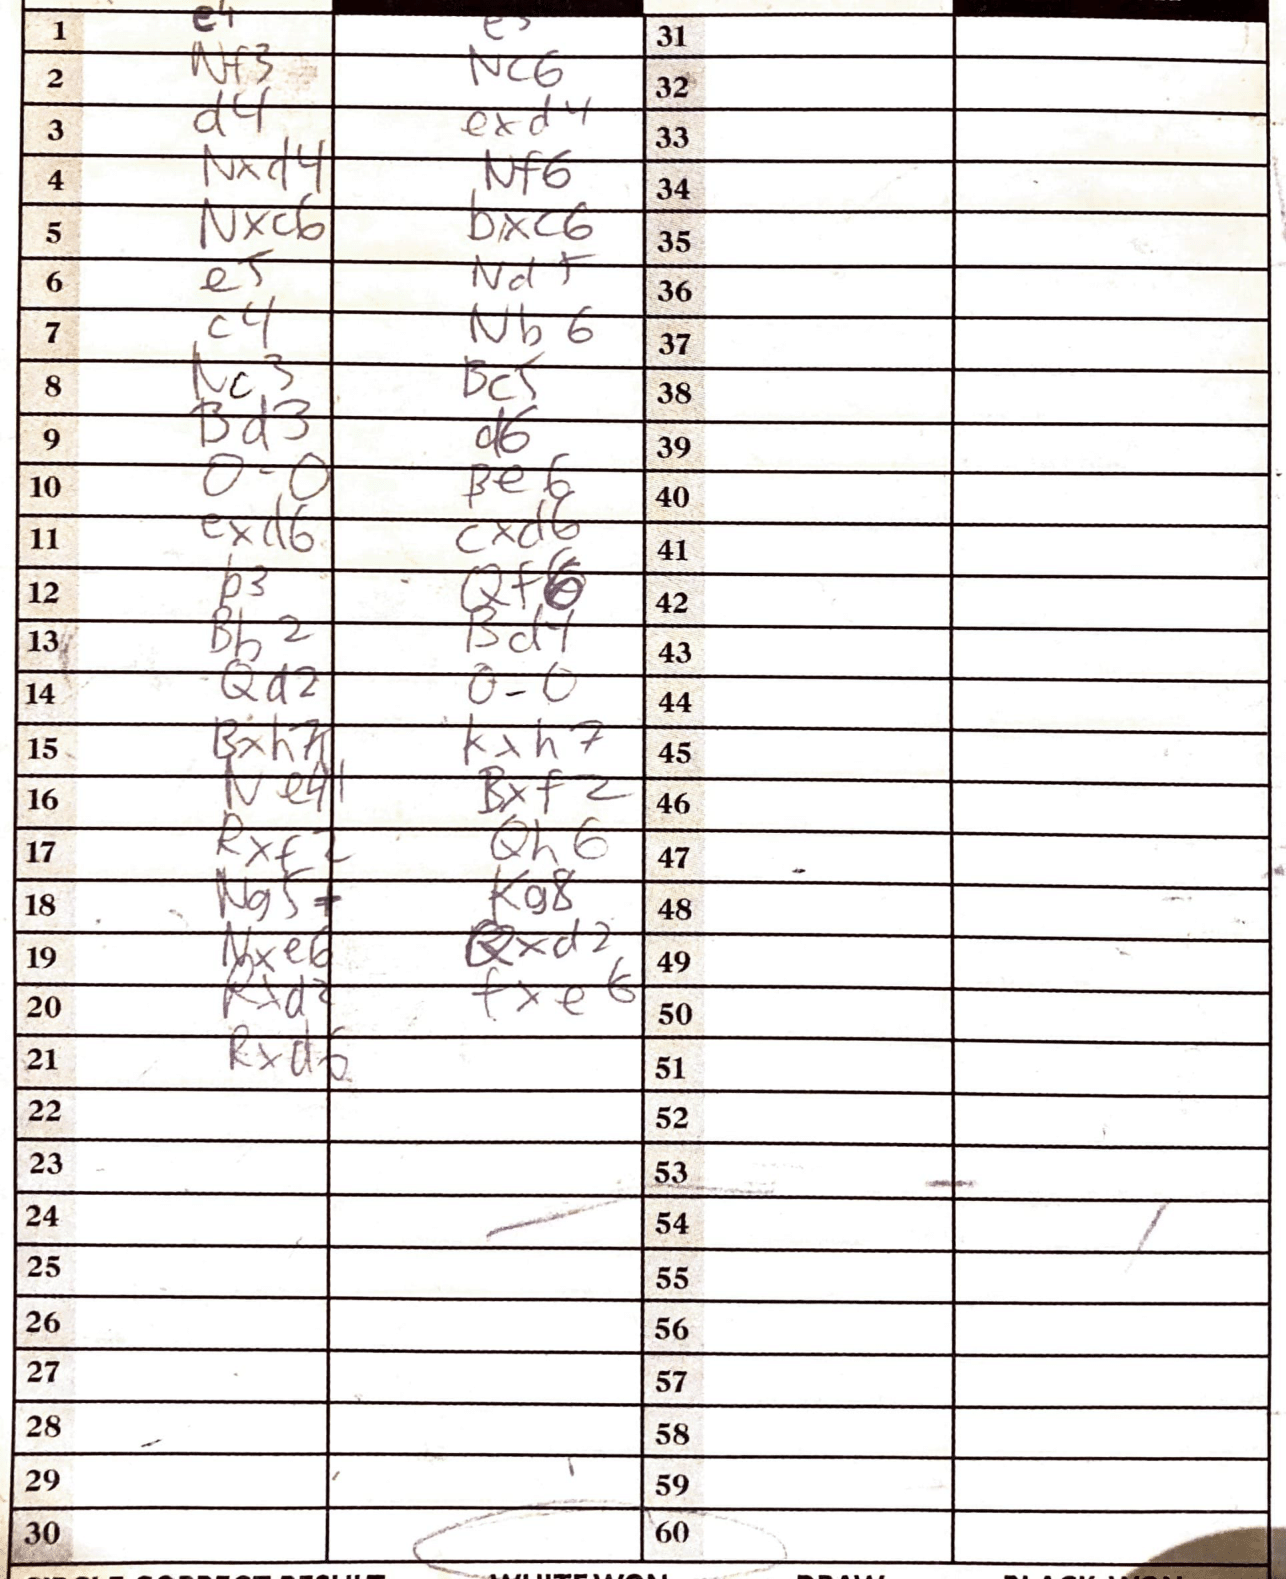 1 e4 e5 31
2 Nf3 Nc6 32
3 d4 exd4 33
4 Nxd4 Nf6 34
5 Nxc6 bxc6 35
6 e5 Nd5 36
7 c4 Nb6 37
8 Nc3 Bc5 38
9 Bd3 d6 39
10 0-0 Be6 40
11 exd6 cxd6 41
12 b3 Qf6 42
13 Bb2 Bd4 43
14 Qd2 0-0 44
15 Bxh7+ Kxh7 45
16 Ne4! Bxf2 46
17 Rxf2 Qh6 47
18 Ng5+ Kg8 48
19 Nxe6 Qxd2 49
20 Rxd2 fxe6 50
21 Rxd6 51
22 52
23 53
24 54
25 55
26 56
27 57
28 58
29 59
30 60
CIRCLE CORRECT RESULT WHITE WON DRAW BLACK WON